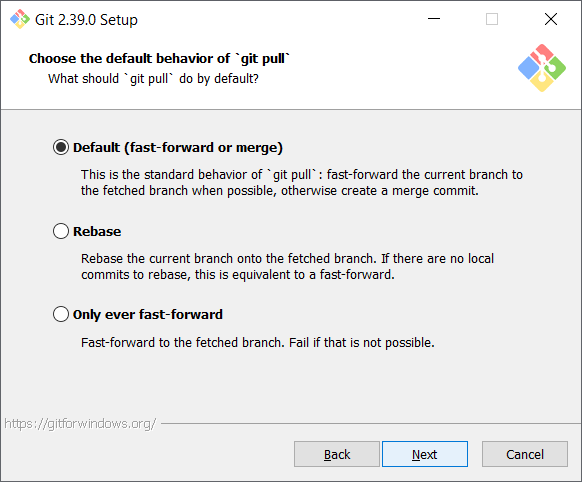 Git 2.39.0 Setup
Choose the default behavior of `git pull`
What should `git pull` do by default?
Default (fast-forward or merge)
This is the standard behavior of `git pull`: fast-forward the current branch to
the fetched branch when possible, otherwise create a merge commit.
Rebase
Rebase the current branch onto the fetched branch. If there are no local
commits to rebase, this is equivalent to a fast-forward.
Only ever fast-forward
Fast-forward to the fetched branch. Fail if that is not possible.
https://gitforwindows.org/
Back Next Cancel